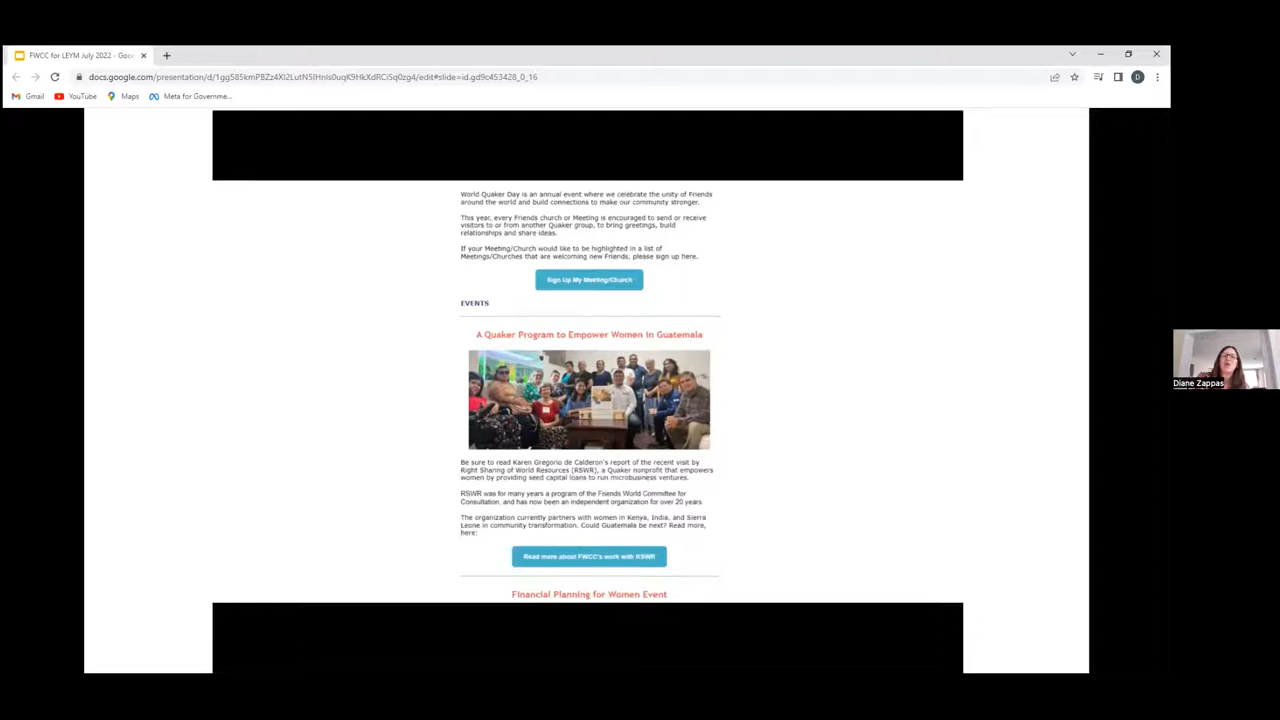 FWCC for LEYM July 2022 - Goo
docs.google.com/presentation/d/
Gmail YouTube Maps Meta for Governme...
World Quaker Day is an annual event where we celebrate the unity of Friends
around the world and build connections to make our community stronger.
This year, every Friends church or Meeting is encouraged to send or receive
visitors to or from another Quaker group, to bring greetings, build
relationships and share ideas.
If your Meeting/Church would like to be highlighted in a list of
Meetings/Churches that are welcoming new Friends, please sign up here.
Sign Up My Meeting/Church
EVENTS
A Quaker Program to Empower Women in Guatemala
Be sure to read Karen Gregorio de Calderon's report of the recent visit by
Right Sharing of World Resources (RSWR), a Quaker nonprofit that empowers
women by providing seed capital loans to run microbusiness ventures.
RSWR was for many years a program of the Friends World Committee for
Consultation, and has now been an independent organization for over 20 years
The organization currently partners with women in Kenya, India, and Sierra
Leone in community transformation. Could Guatemala be next? Read more,
here:
Read more about FWCC's work with RSWR
Financial Planning for Women Event
D
Diane Zappas